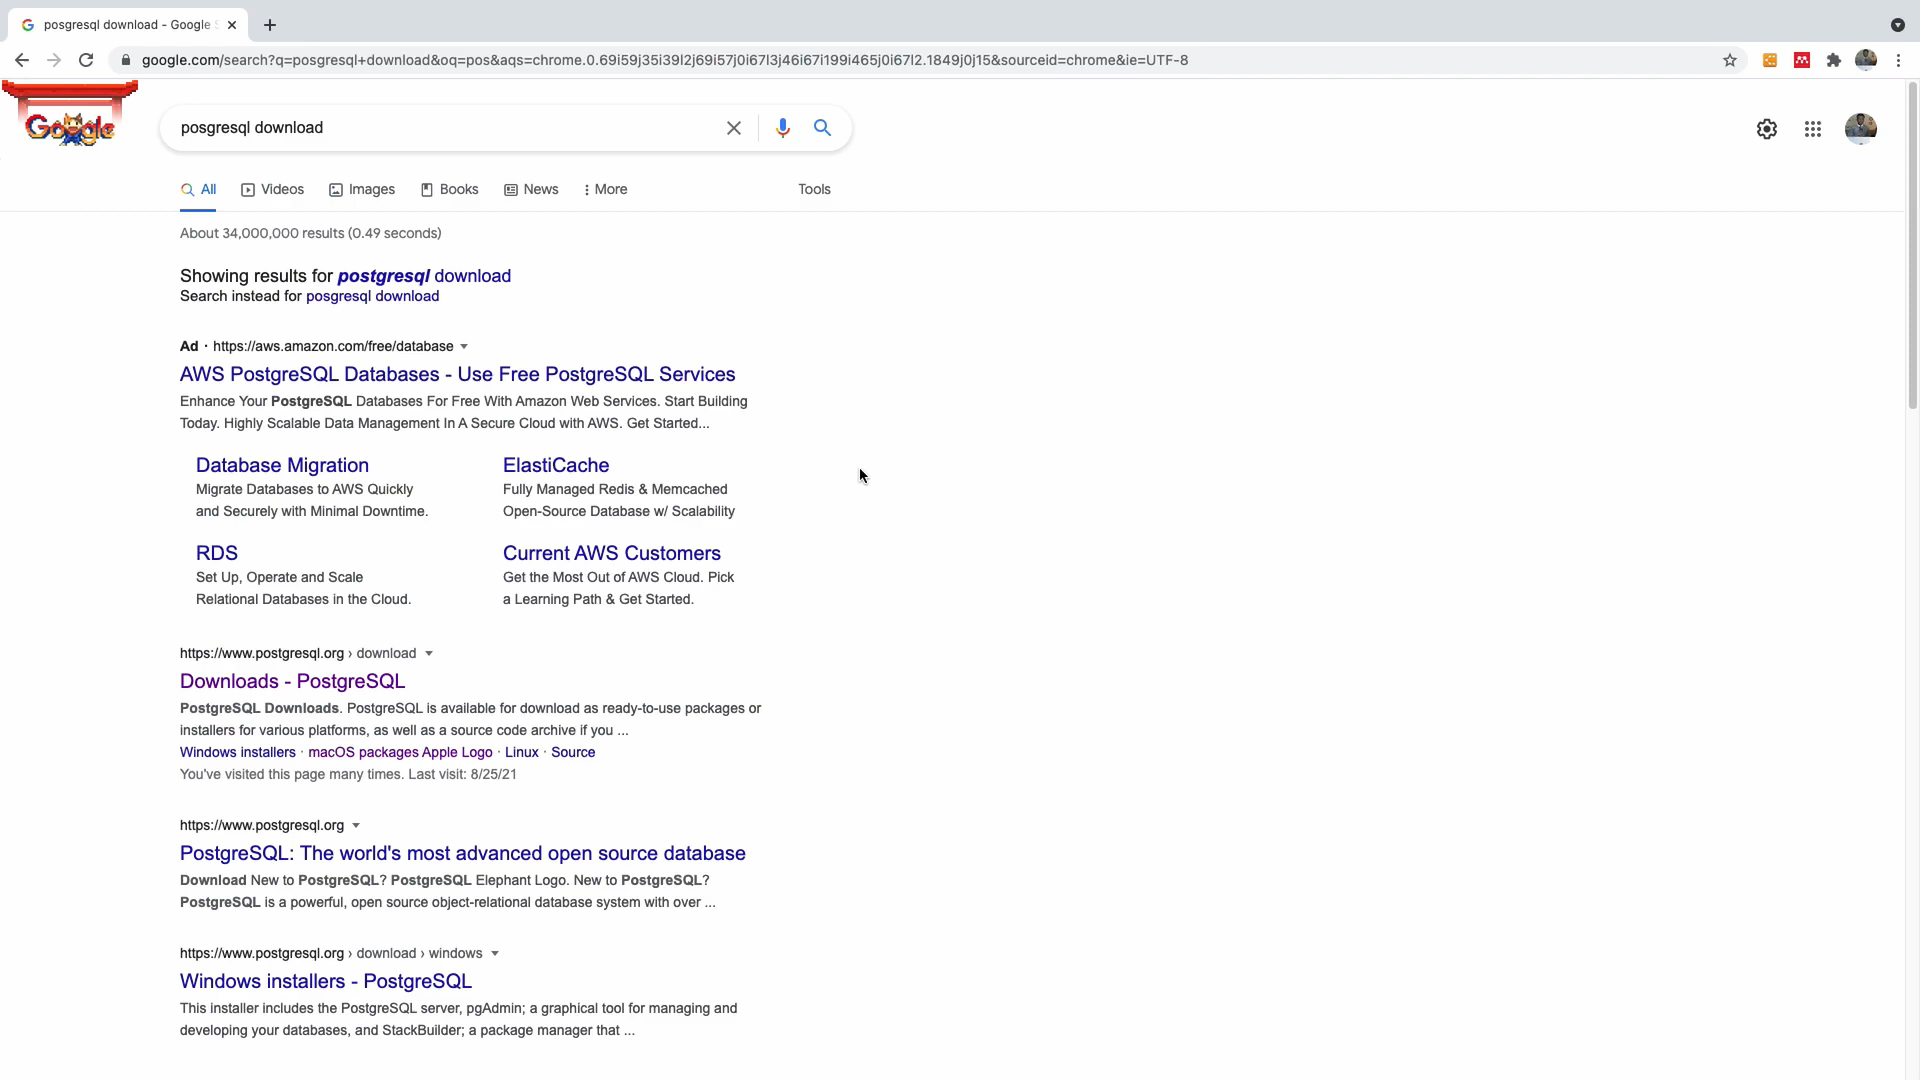 posgresql download - Google S
google.com/search?q=posgresql+download&oq=pos&aqs=chrome.0.69i59j35i39l2j69i57j0i67l3j46i67i199i465j0i67l2.1849j0j15&sourceid=chrome&ie=UTF-8
Google
posgresql download
All Videos Images Books News More Tools
About 34,000,000 results (0.49 seconds)
Showing results for postgresql download
Search instead for posgresql download
Ad · https://aws.amazon.com/free/database
AWS PostgreSQL Databases - Use Free PostgreSQL Services
Enhance Your PostgreSQL Databases For Free With Amazon Web Services. Start Building
Today. Highly Scalable Data Management In A Secure Cloud with AWS. Get Started...
Database Migration
Migrate Databases to AWS Quickly
and Securely with Minimal Downtime.
ElastiCache
Fully Managed Redis & Memcached
Open-Source Database w/ Scalability
RDS
Set Up, Operate and Scale
Relational Databases in the Cloud.
Current AWS Customers
Get the Most Out of AWS Cloud. Pick
a Learning Path & Get Started.
https://www.postgresql.org › download
Downloads - PostgreSQL
PostgreSQL Downloads. PostgreSQL is available for download as ready-to-use packages or
installers for various platforms, as well as a source code archive if you ...
Windows installers · macOS packages Apple Logo · Linux · Source
You've visited this page many times. Last visit: 8/25/21
https://www.postgresql.org
PostgreSQL: The world's most advanced open source database
Download New to PostgreSQL? PostgreSQL Elephant Logo. New to PostgreSQL?
PostgreSQL is a powerful, open source object-relational database system with over ...
https://www.postgresql.org › download › windows
Windows installers - PostgreSQL
This installer includes the PostgreSQL server, pgAdmin; a graphical tool for managing and
developing your databases, and StackBuilder; a package manager that ...